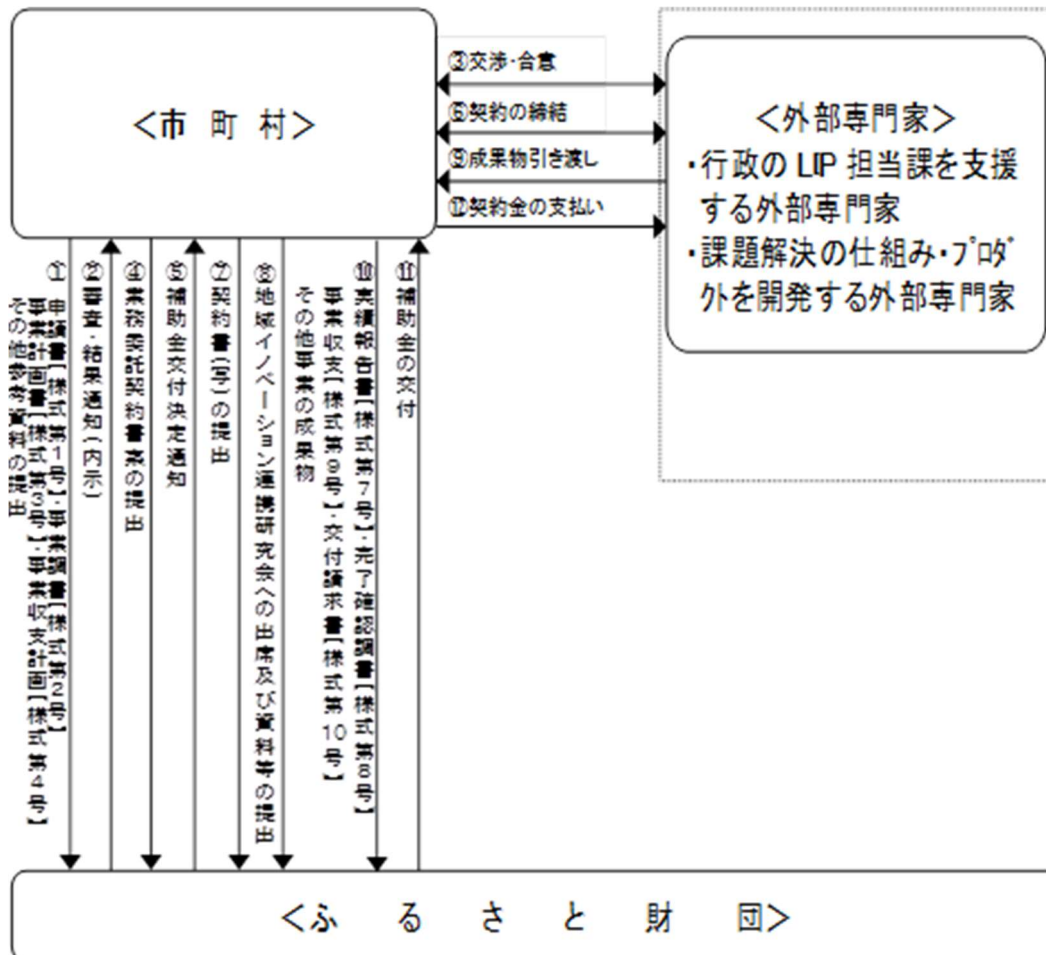 <市 町 村>
③交渉・合意
⑥契約の締結
⑨成果物引き渡し
⑫契約金の支払い
<外部専門家>
・行政の LIP 担当課を支援
する外部専門家
・課題解決の仕組み・プロダ
外を開発する外部専門家
①申請書【様式第1号】・事業調書【様式第2号】
事業計画書【様式第3号】・事業収支計画【様式第4号】
その他参考資料の提出
②審査・結果通知(内示)
④業務委託契約書案の提出
⑤補助金交付決定通知
⑦契約書(写)の提出
⑧地域イノベーション連携研究会への出席及び資料等の提出
⑩実績報告書【様式第7号】・完了確認調書【様式第8号】
事業収支【様式第9号】・交付請求書【様式第10号】
その他事業の成果物
⑪補助金の交付
<ふ る さ と 財 団>